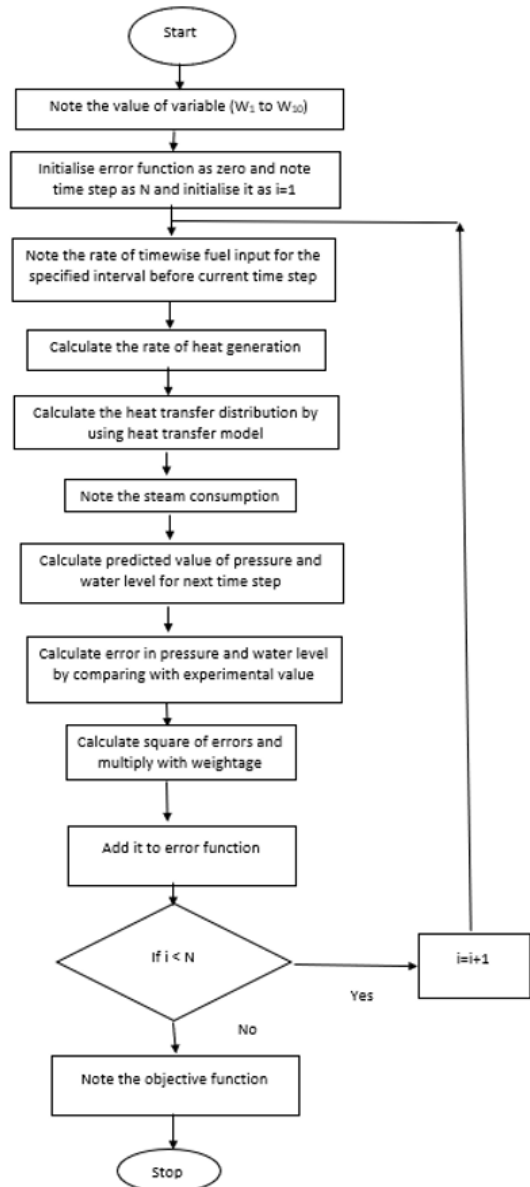 Start
Note the value of variable (W₁ to W₁₀)
Initialise error function as zero and note
time step as N and initialise it as i=1
Note the rate of timewise fuel input for the
specified interval before current time step
Calculate the rate of heat generation
Calculate the heat transfer distribution by
using heat transfer model
Note the steam consumption
Calculate predicted value of pressure and
water level for next time step
Calculate error in pressure and water level
by comparing with experimental value
Calculate square of errors and
multiply with weightage
Add it to error function
If i < N
i=i+1
Yes
No
Note the objective function
Stop